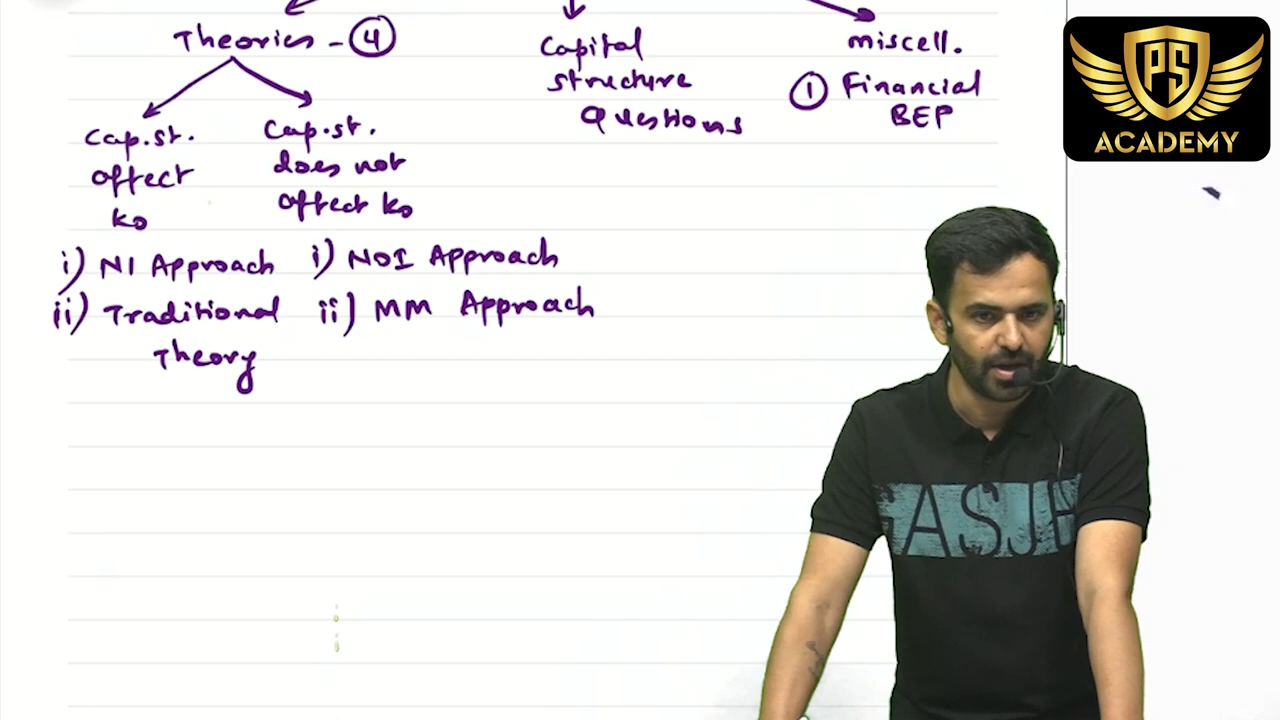 Theories - 4
Cap.st. affect ko
Cap.st. does not affect ko
i) NI Approach
ii) Traditional Theory
i) NOI Approach
ii) MM Approach
Capital structure Questions
miscell.
1 Financial BEP
PS
ACADEMY
GASJE